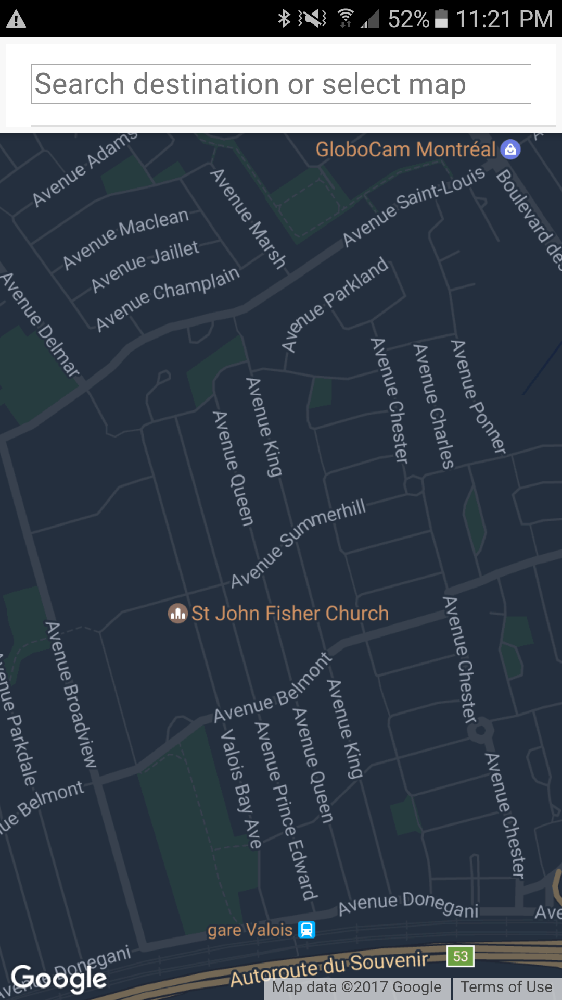 52% 11:21 PM
Search destination or select map
Avenue Adams
GloboCam Montréal
Avenue Marsh
Avenue Saint-Louis
Boulevard des
Avenue Maclean
Avenue Jaillet
Avenue Champlain
Avenue Parkland
Avenue Delmar
Avenue Chester
Avenue Charles
Avenue Ponner
Avenue King
Avenue Queen
Avenue Summerhill
St John Fisher Church
Avenue Chester
Avenue Broadview
Avenue Parkdale
Avenue Belmont
Avenue King
Avenue Queen
Avenue Prince Edward
Valois Bay Ave
ue Belmont
Avenue Chester
Avenue Donegani
Ave
gare Valois
53
Autoroute du Souvenir
Avenue Donegani
Google
Map data ©2017 Google
Terms of Use